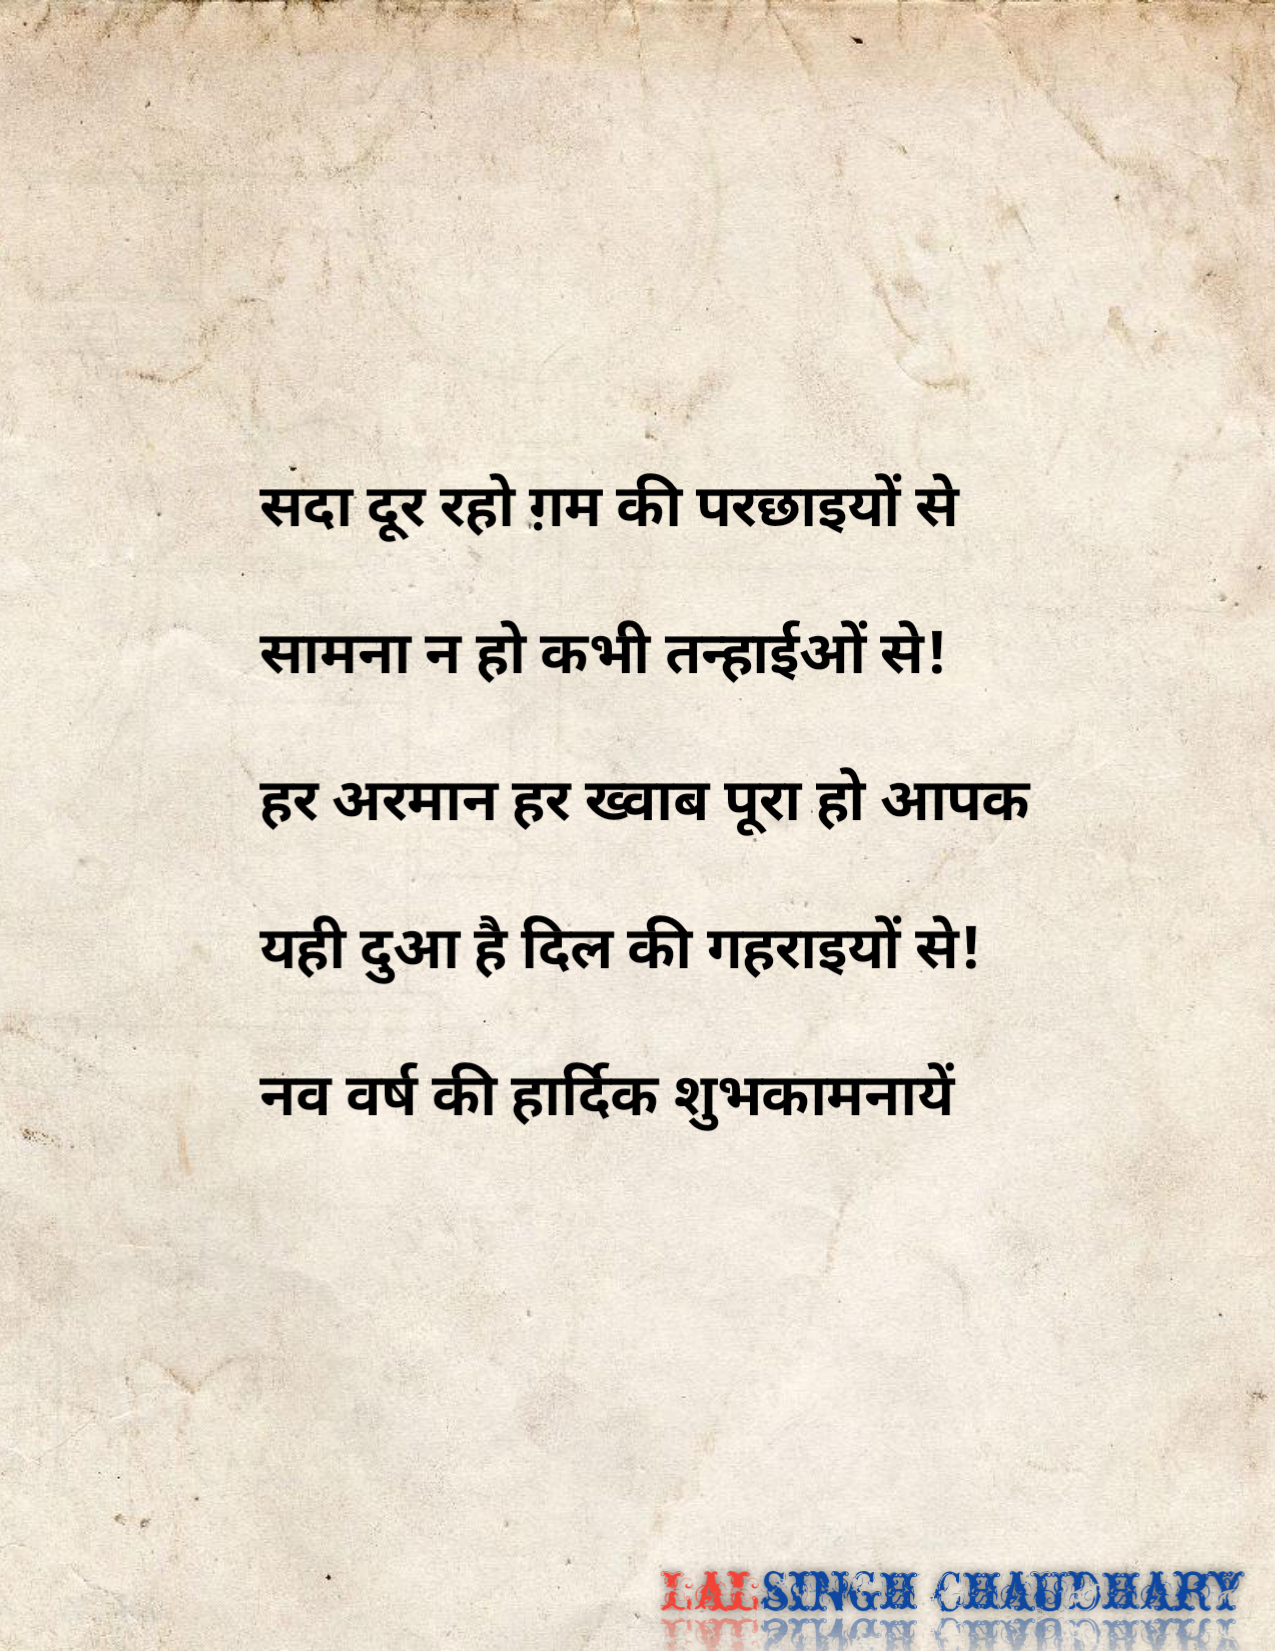 सदा दूर रहो ग़म की परछाइयों से
सामना न हो कभी तन्हाईओं से!
हर अरमान हर ख्वाब पूरा हो आपक
यही दुआ है दिल की गहराइयों से!
नव वर्ष की हार्दिक शुभकामनायें
LALSINGH CHAUDHARY